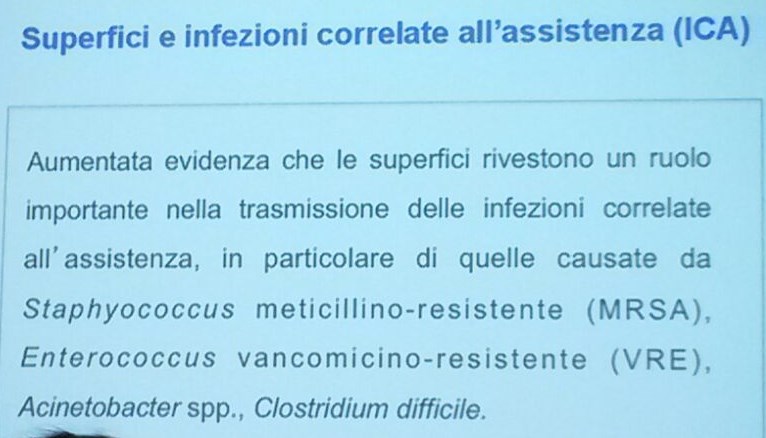 Superfici e infezioni correlate all'assistenza (ICA)
Aumentata evidenza che le superfici rivestono un ruolo
importante nella trasmissione delle infezioni correlate
all'assistenza, in particolare di quelle causate da
Staphyococcus meticillino-resistente (MRSA),
Enterococcus vancomicino-resistente (VRE),
Acinetobacter spp., Clostridium difficile.